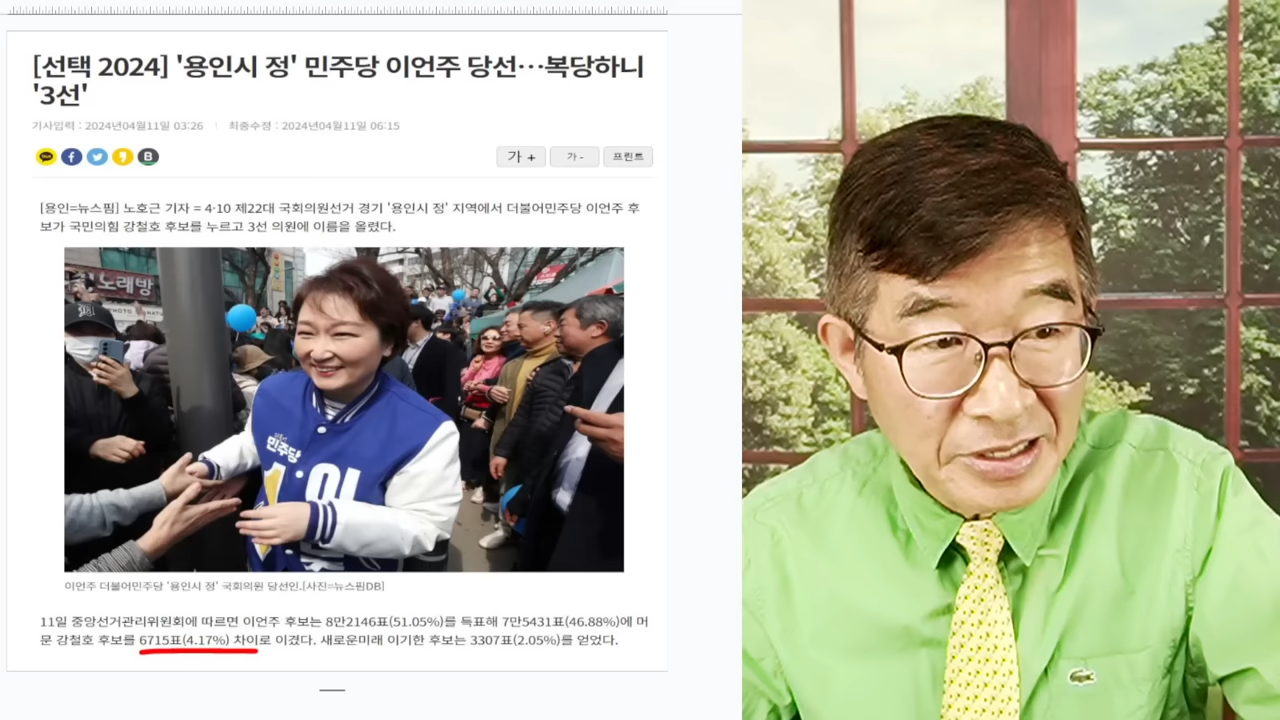 [선택 2024] '용인시 정' 민주당 이언주 당선…복당하니
'3선'
기사입력 : 2024년04월11일 03:26 최종수정 : 2024년04월11일 06:15
가 + 가 - 프린트
[용인=뉴스핌] 노호근 기자 = 4·10 제22대 국회의원선거 경기 '용인시 정' 지역에서 더불어민주당 이언주 후
보가 국민의힘 강철호 후보를 누르고 3선 의원에 이름을 올렸다.
노래방
민주당
1 언
이언주 더불어민주당 '용인시 정' 국회의원 당선인.[사진=뉴스핌DB]
11일 중앙선거관리위원회에 따르면 이언주 후보는 8만2146표(51.05%)를 득표해 7만5431표(46.88%)에 머
문 강철호 후보를 6715표(4.17%) 차이로 이겼다. 새로운미래 이기한 후보는 3307표(2.05%)를 얻었다.